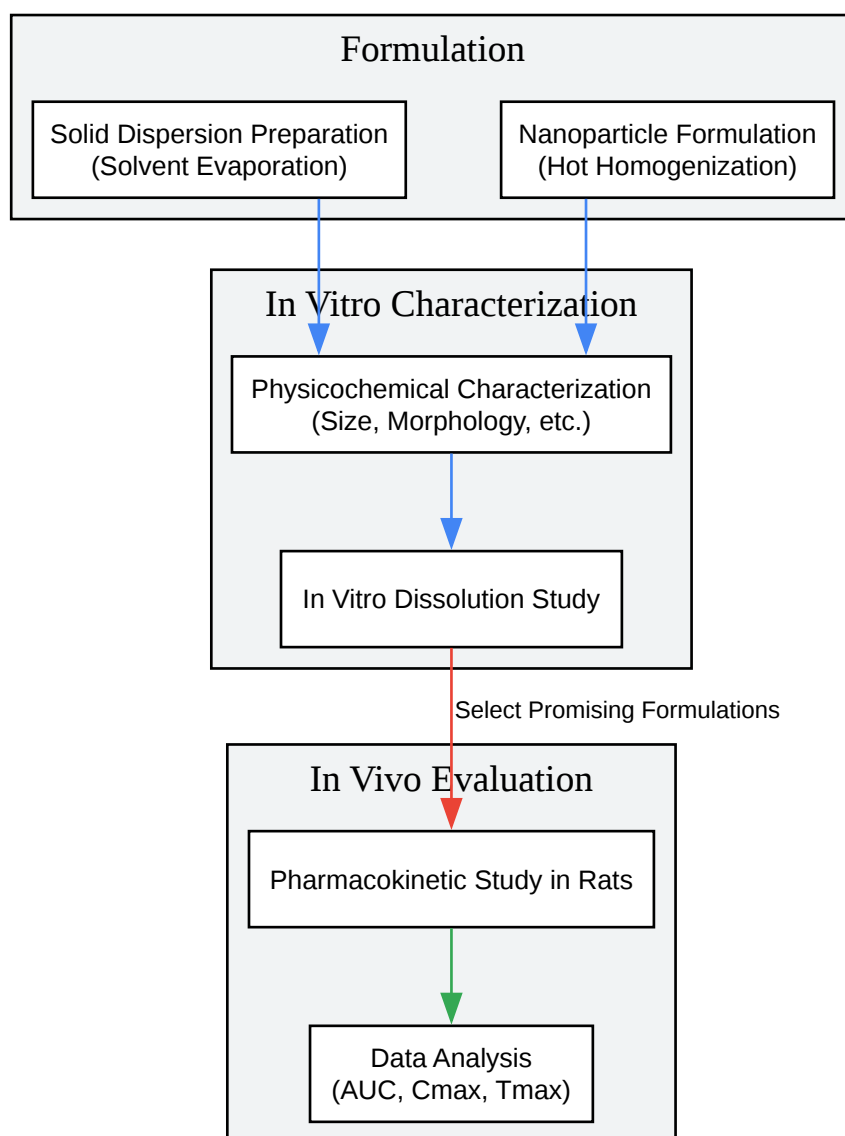 Formulation
Solid Dispersion Preparation
(Solvent Evaporation)
Nanoparticle Formulation
(Hot Homogenization)
In Vitro Characterization
Physicochemical Characterization
(Size, Morphology, etc.)
In Vitro Dissolution Study
Select Promising Formulations
In Vivo Evaluation
Pharmacokinetic Study in Rats
Data Analysis
(AUC, Cmax, Tmax)